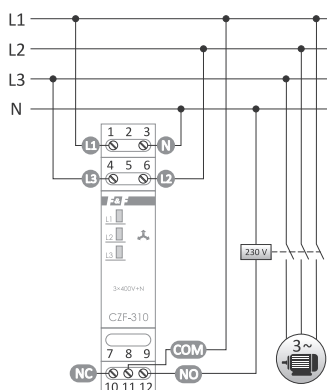 L1
L2
L3
N
1 2 3
L1
N
4 5 6
L3
L2
F&F
L1
L2
L3
230 V
3×400V+N
CZF-310
3~
7 8 9
COM
NC
NO
10 11 12